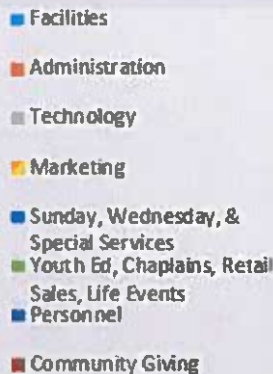 Facilities
Administration
Technology
Marketing
Sunday, Wednesday, &
Special Services
Youth Ed, Chaplains, Retail
Sales, Life Events
Personnel
Community Giving